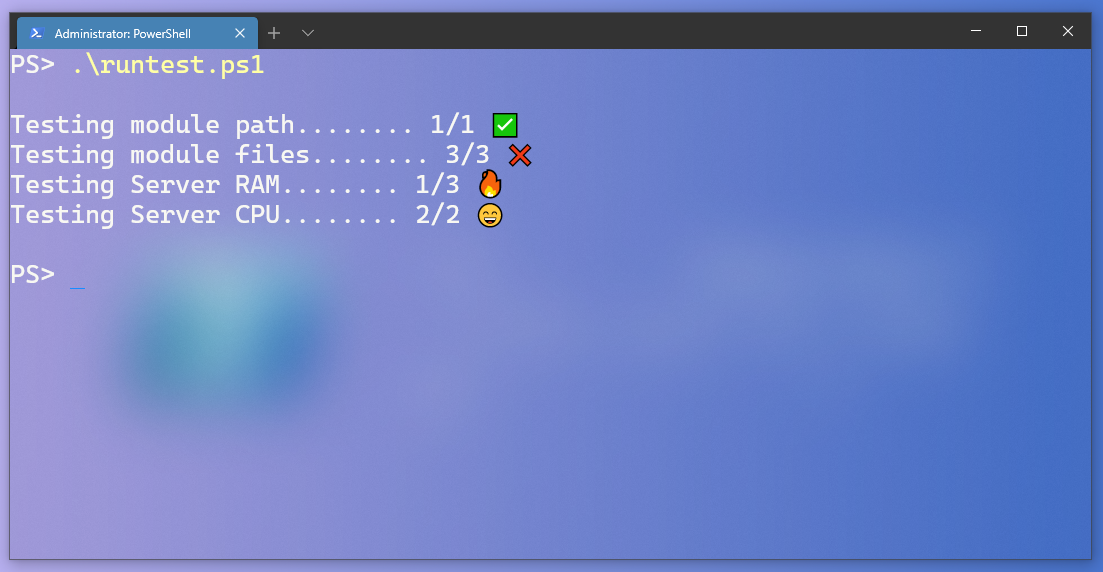 Administrator: PowerShell
PS> .\runtest.ps1
Testing module path........ 1/1 ✅
Testing module files........ 3/3 ❌
Testing Server RAM........ 1/3 🔥
Testing Server CPU........ 2/2 😄
PS> _